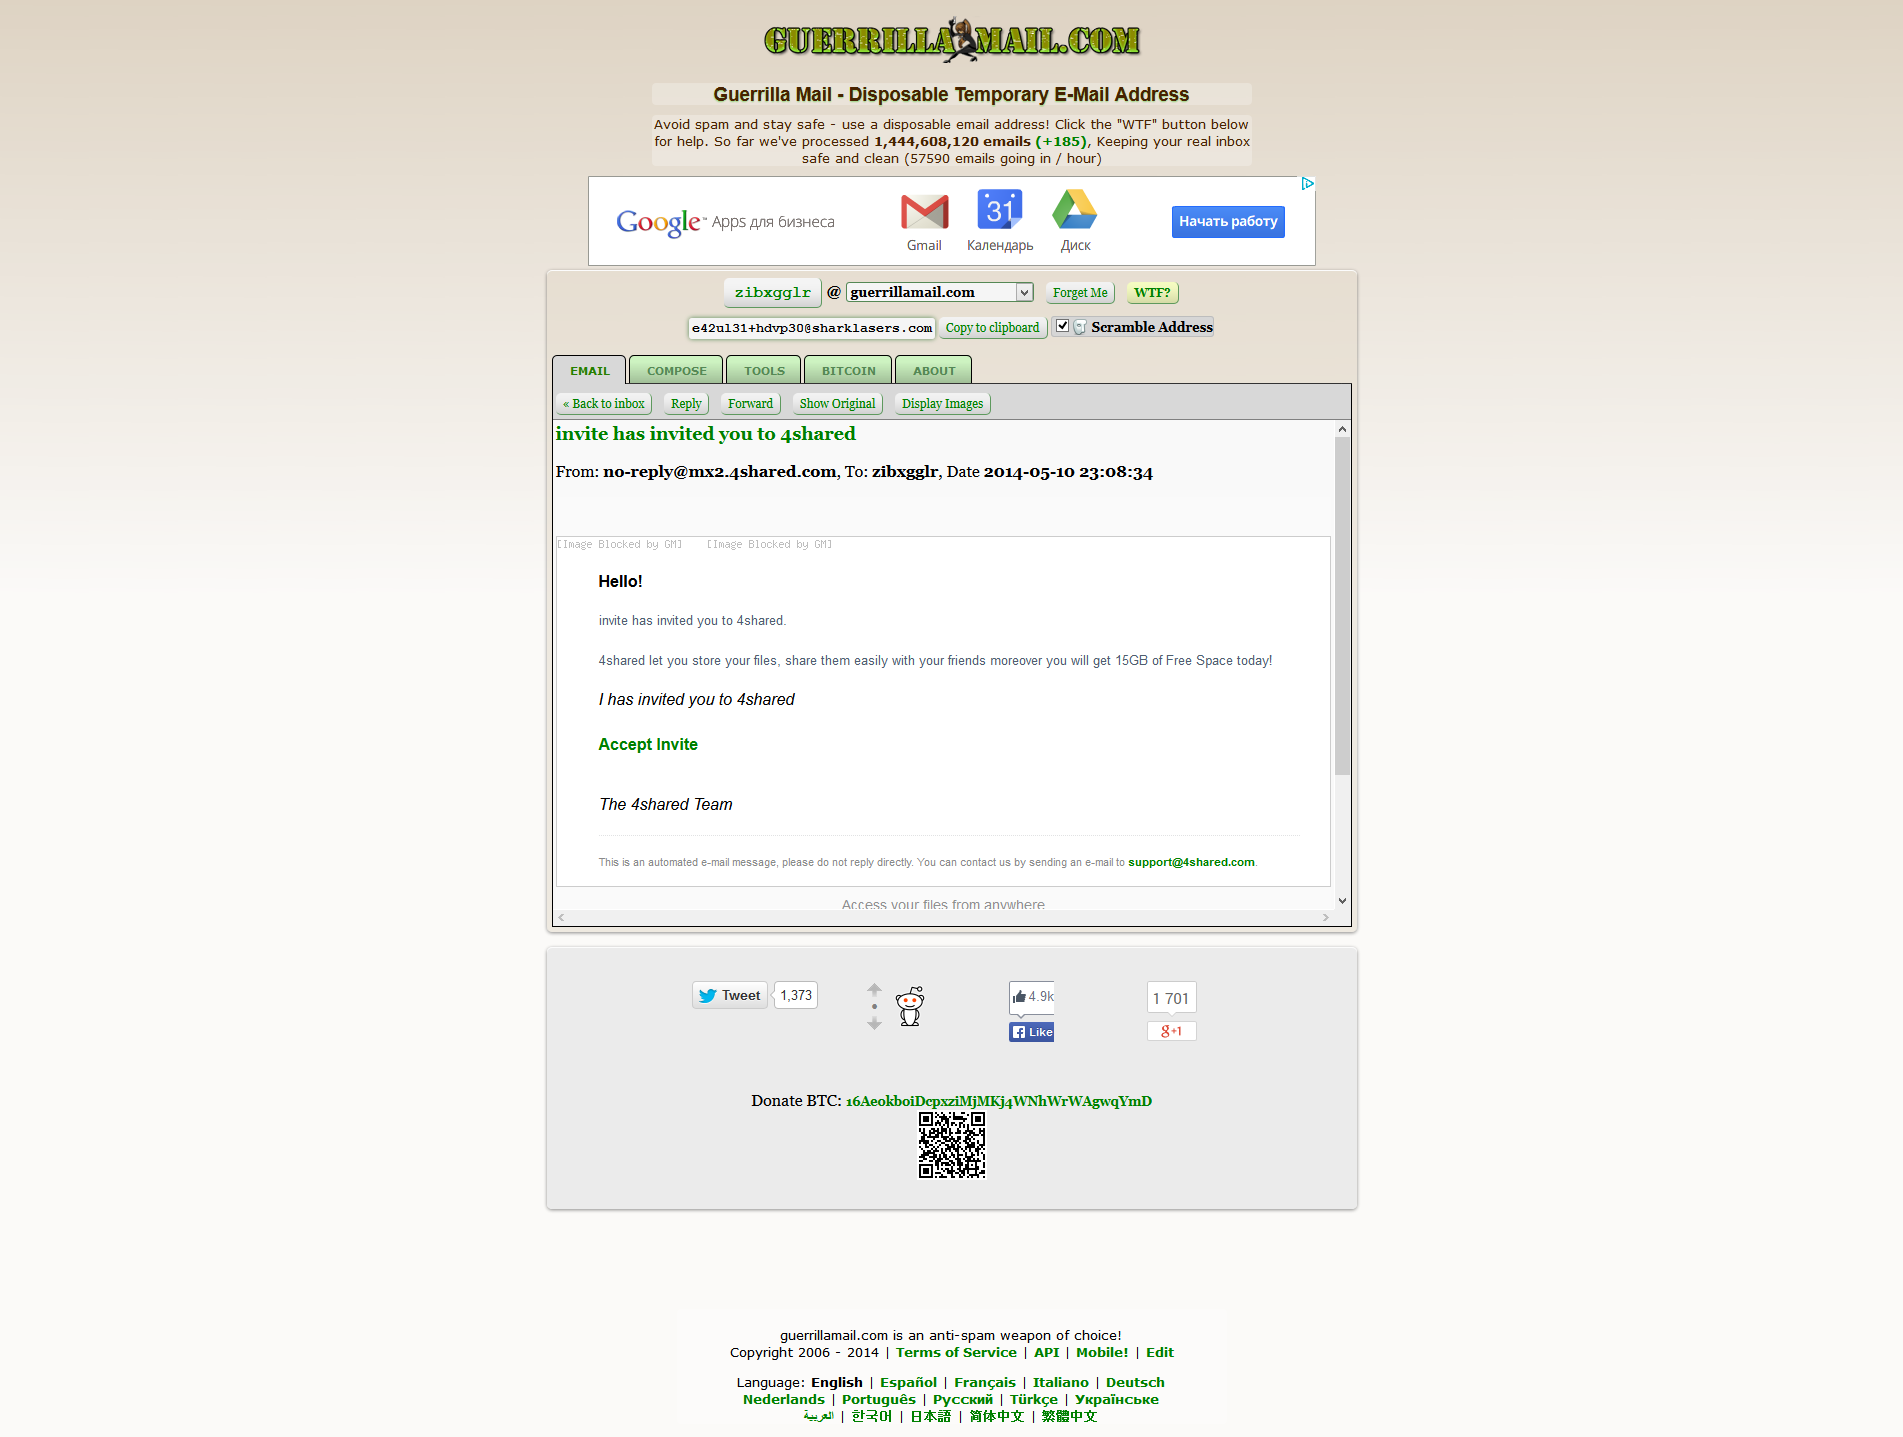 GUERRILLA MAIL.COM
Guerrilla Mail - Disposable Temporary E-Mail Address
Avoid spam and stay safe - use a disposable email address! Click the "WTF" button below
for help. So far we've processed 1,444,608,120 emails (+185), Keeping your real inbox
safe and clean (57590 emails going in / hour)
Google™ Apps для бизнеса
31
Gmail Календарь Диск
Начать работу
zibxgglr @ guerrillamail.com Forget Me WTF?
e42ul31+hdvp30@sharklasers.com Copy to clipboard Scramble Address
EMAIL COMPOSE TOOLS BITCOIN ABOUT
« Back to inbox Reply Forward Show Original Display Images
invite has invited you to 4shared
From: no-reply@mx2.4shared.com, To: zibxgglr, Date 2014-05-10 23:08:34
[Image Blocked by GM] [Image Blocked by GM]
Hello!
invite has invited you to 4shared.
4shared let you store your files, share them easily with your friends moreover you will get 15GB of Free Space today!
I has invited you to 4shared
Accept Invite
The 4shared Team
This is an automated e-mail message, please do not reply directly. You can contact us by sending an e-mail to support@4shared.com.
Access your files from anywhere
Tweet 1,373
4.9k
Like
1 701
g+1
Donate BTC: 16AeokboiDcpxziMjMKj4WNhWrWAgwqYmD
guerrillamail.com is an anti-spam weapon of choice!
Copyright 2006 - 2014 | Terms of Service | API | Mobile! | Edit
Language: English | Español | Français | Italiano | Deutsch
Nederlands | Português | Русский | Türkçe | Українське
العربية | 한국어 | 日本語 | 简体中文 | 繁體中文